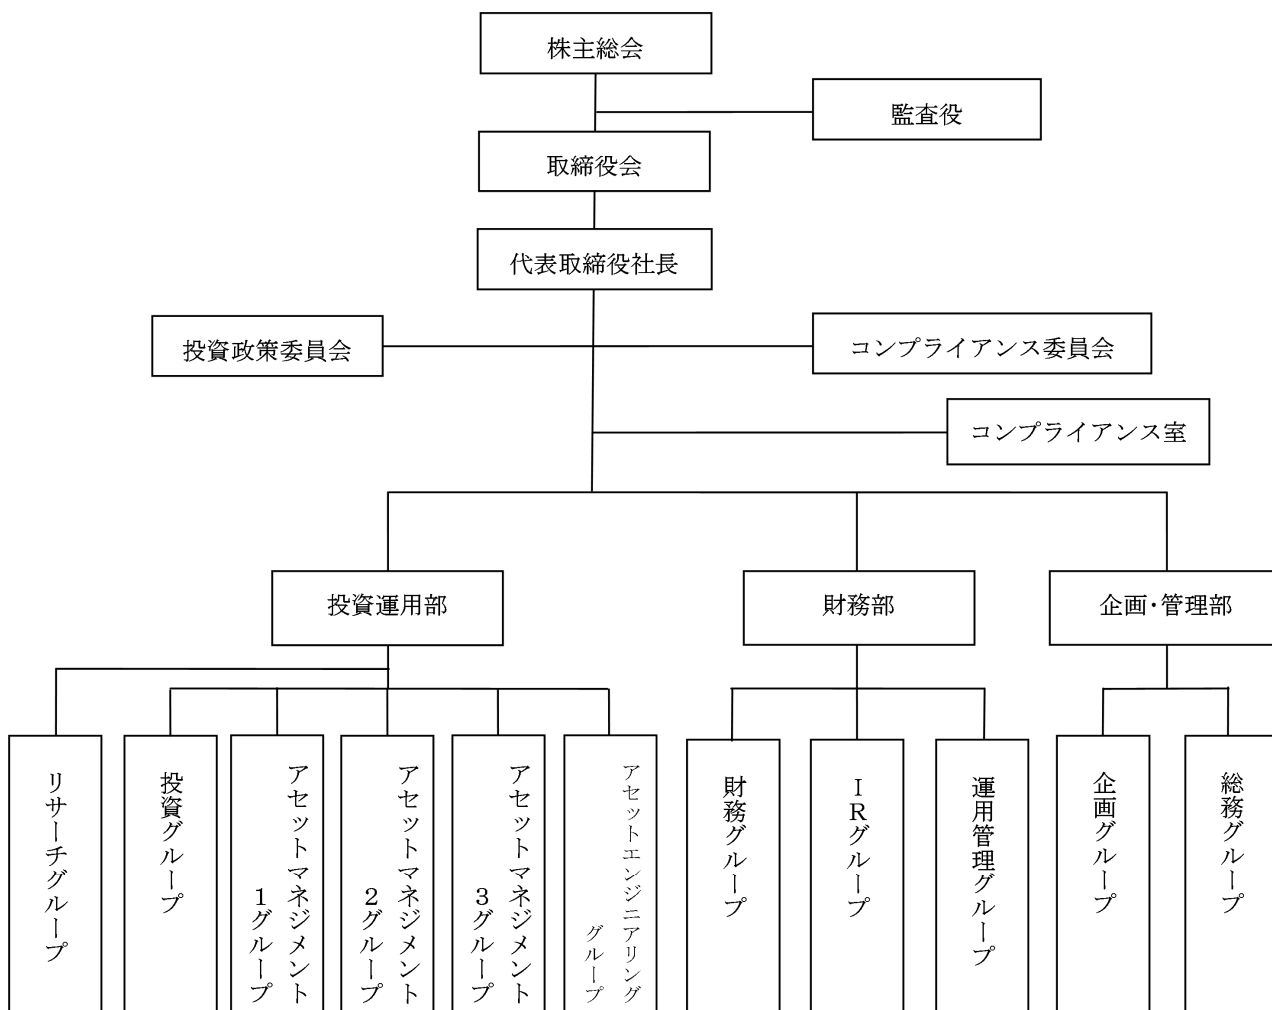 株主総会
監査役
取締役会
代表取締役社長
投資政策委員会
コンプライアンス委員会
コンプライアンス室
投資運用部
財務部
企画・管理部
リサーチグループ
投資グループ
アセットマネジメント
１グループ
アセットマネジメント
２グループ
アセットマネジメント
３グループ
アセットエンジニアリング
グループ
財務グループ
ＩＲグループ
運用管理グループ
企画グループ
総務グループ